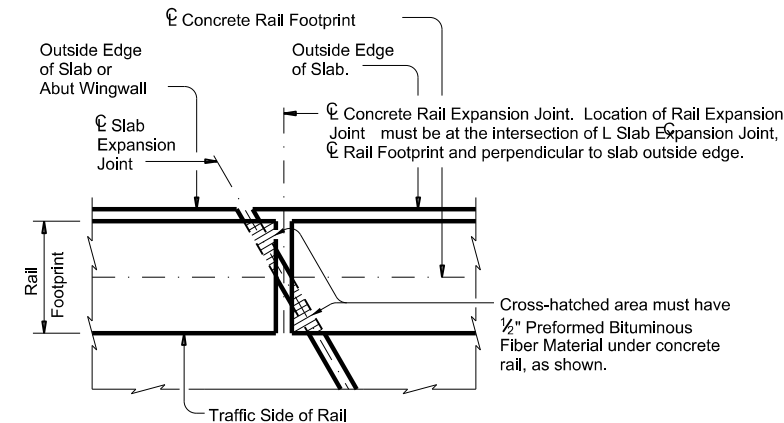 ℄ Concrete Rail Footprint
Outside Edge
of Slab or
Abut Wingwall
Outside Edge
of Slab.
℄ Slab
Expansion
Joint
℄ Concrete Rail Expansion Joint. Location of Rail Expansion
Joint must be at the intersection of L Slab E℄xpansion Joint,
℄ Rail Footprint and perpendicular to slab outside edge.
Rail
Footprint
Cross-hatched area must have
½" Preformed Bituminous
Fiber Material under concrete
rail, as shown.
Traffic Side of Rail